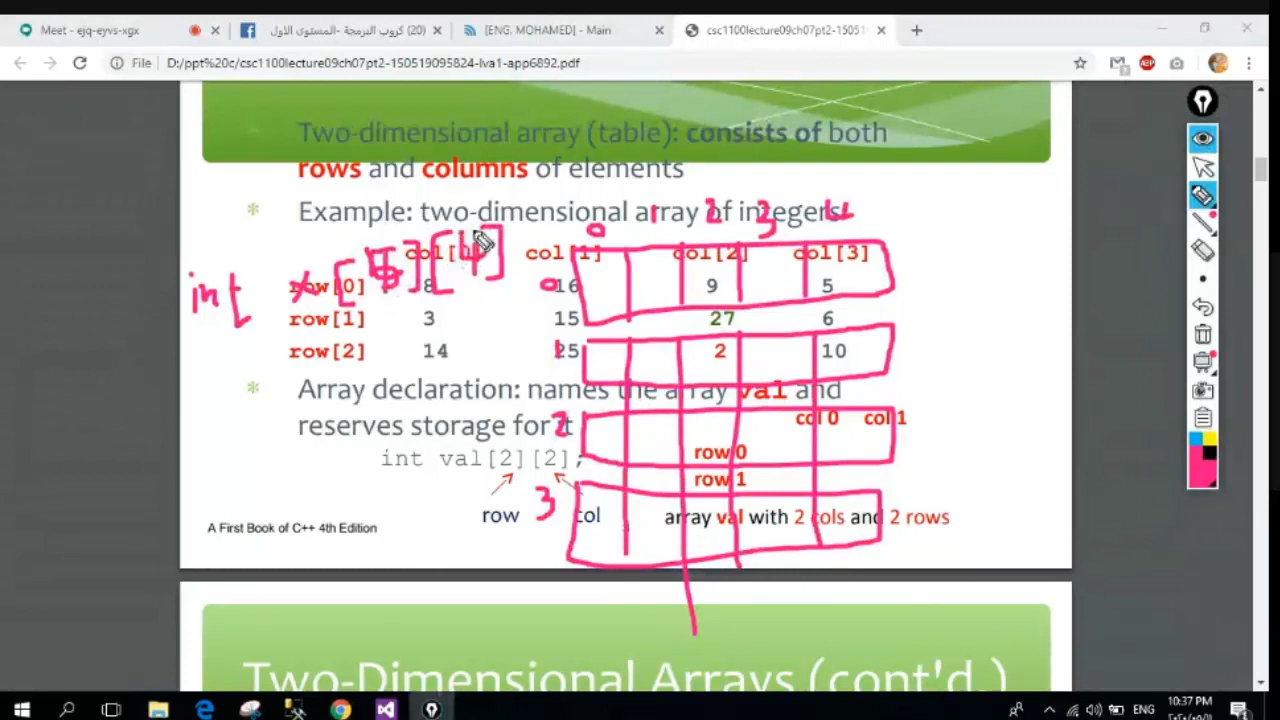 Meet - ejq-eyvs-xgx
(20) كروب البرمجة -المستوى الاول
[ENG. MOHAMED] - Main
csc1100lecture09ch07pt2-15051
File D:/ppt%20c/csc1100lecture09ch07pt2-150519095824-lva1-app6892.pdf
Two-dimensional array (table): consists of both
rows and columns of elements
Example: two-dimensional array of integers
0 1 2 3 4
col[1] col[2] col[3]
int x [ ] [4]
row[0] 8 16 9 5
0
row[1] 3 15 27 6
row[2] 14 25 2 10
1
Array declaration: names the array val and
reserves storage for it
2
col 0 col 1
int val[2][2];
row 0
row 1
3
row col array val with 2 cols and 2 rows
A First Book of C++ 4th Edition
Two-Dimensional Arrays (cont'd.)
ENG
10:37 PM